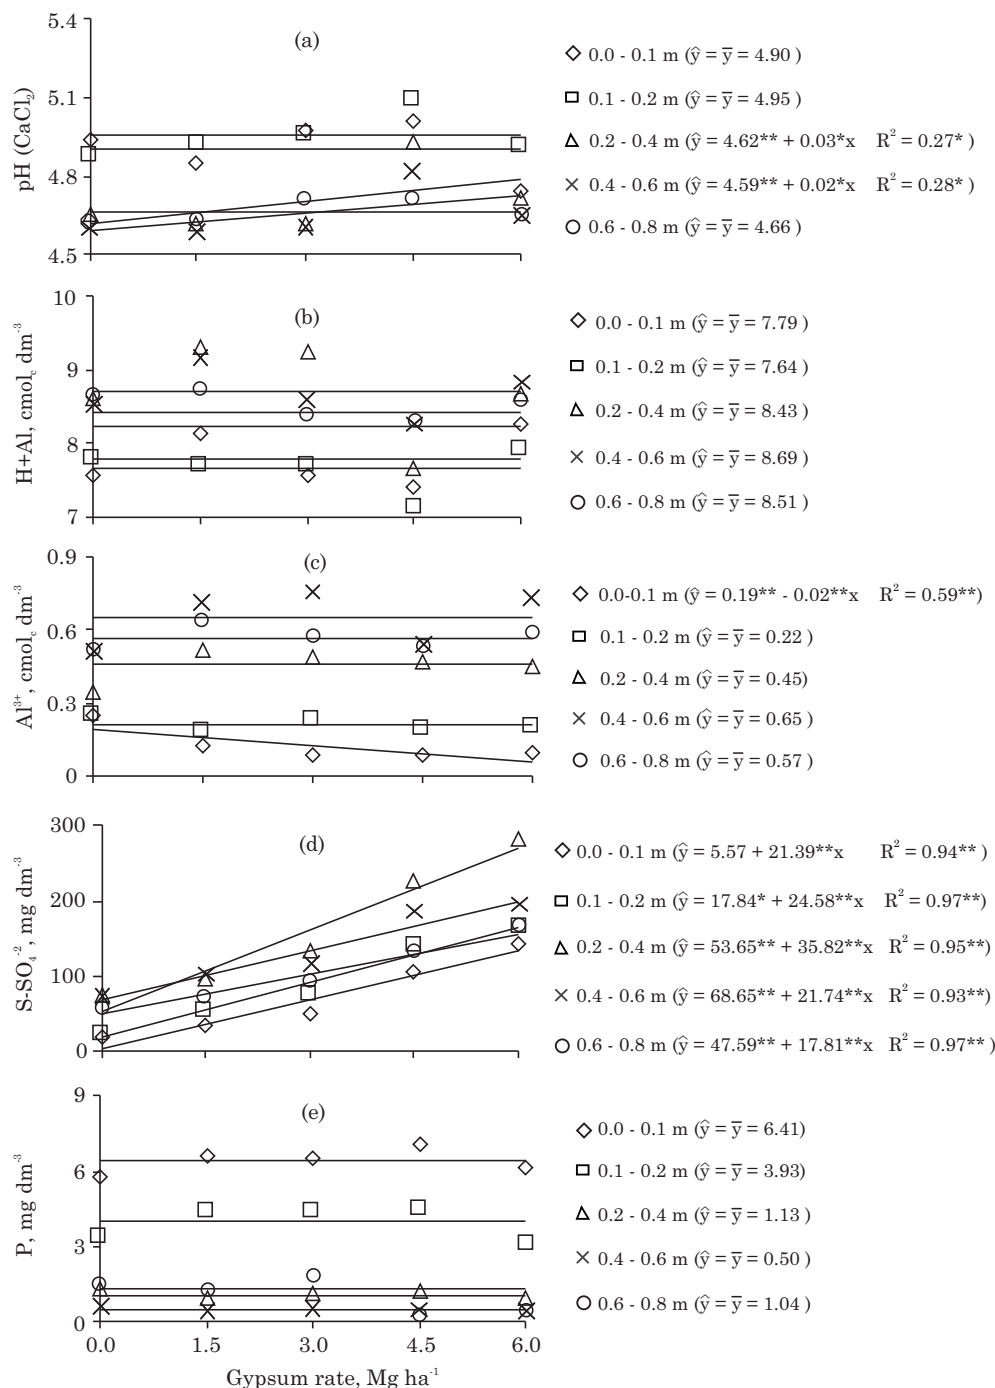 5.4
5.1
4.8
4.5
pH (CaCl₂)
(a)
0.0 - 0.1 m (ŷ = y̅ = 4.90 )
0.1 - 0.2 m (ŷ = y̅ = 4.95 )
0.2 - 0.4 m (ŷ = 4.62** + 0.03*x R² = 0.27* )
0.4 - 0.6 m (ŷ = 4.59** + 0.02*x R² = 0.28* )
0.6 - 0.8 m (ŷ = y̅ = 4.66 )
10
9
8
7
H+Al, cmol_c dm⁻³
(b)
0.0 - 0.1 m (ŷ = y̅ = 7.79 )
0.1 - 0.2 m (ŷ = y̅ = 7.64 )
0.2 - 0.4 m (ŷ = y̅ = 8.43 )
0.4 - 0.6 m (ŷ = y̅ = 8.69 )
0.6 - 0.8 m (ŷ = y̅ = 8.51 )
0.9
0.6
0.3
0
Al³⁺, cmol_c dm⁻³
(c)
0.0-0.1 m (ŷ = 0.19** - 0.02**x R² = 0.59**)
0.1 - 0.2 m (ŷ = y̅ = 0.22 )
0.2 - 0.4 m (ŷ = y̅ = 0.45 )
0.4 - 0.6 m (ŷ = y̅ = 0.65 )
0.6 - 0.8 m (ŷ = y̅ = 0.57 )
300
200
100
0
S-SO₄⁻², mg dm⁻³
(d)
0.0 - 0.1 m (ŷ = 5.57 + 21.39**x R² = 0.94** )
0.1 - 0.2 m (ŷ = 17.84* + 24.58**x R² = 0.97**)
0.2 - 0.4 m (ŷ = 53.65** + 35.82**x R² = 0.95**)
0.4 - 0.6 m (ŷ = 68.65** + 21.74**x R² = 0.93**)
0.6 - 0.8 m (ŷ = 47.59** + 17.81**x R² = 0.97** )
9
6
3
0
P, mg dm⁻³
(e)
0.0 - 0.1 m (ŷ = y̅ = 6.41)
0.1 - 0.2 m (ŷ = y̅ = 3.93)
0.2 - 0.4 m (ŷ = y̅ = 1.13 )
0.4 - 0.6 m (ŷ = y̅ = 0.50 )
0.6 - 0.8 m (ŷ = y̅ = 1.04 )
0.0 1.5 3.0 4.5 6.0
Gypsum rate, Mg ha⁻¹